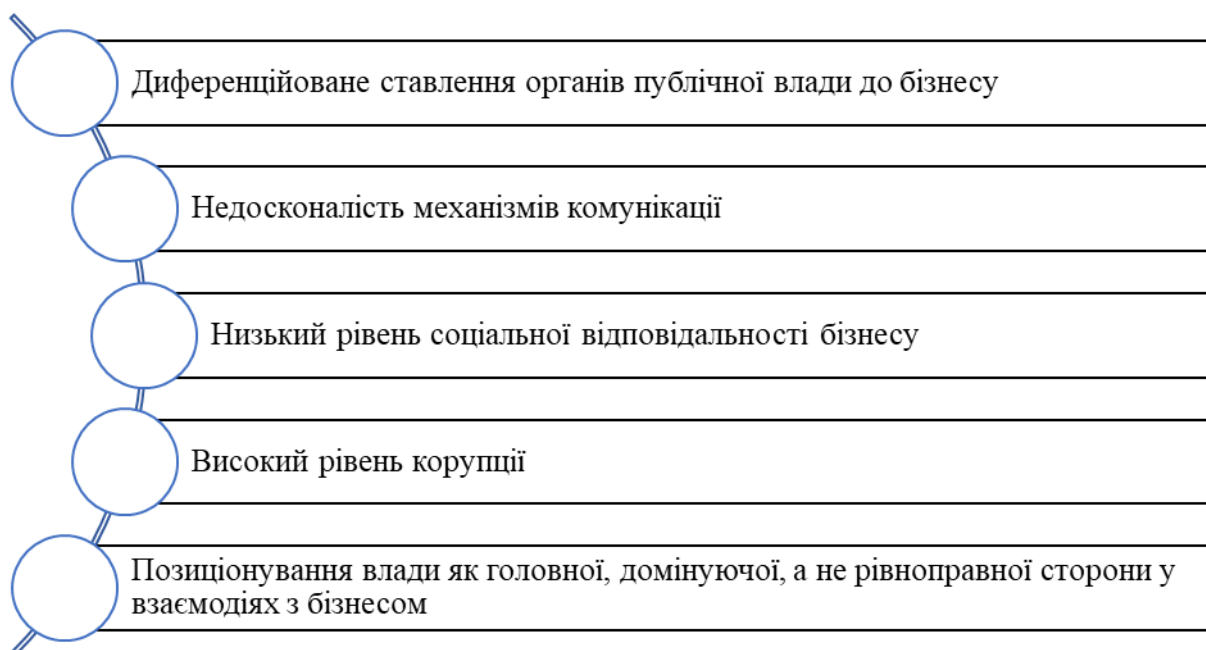 Диференційоване ставлення органів публічної влади до бізнесу
Недосконалість механізмів комунікації
Низький рівень соціальної відповідальності бізнесу
Високий рівень корупції
Позиціонування влади як головної, домінуючої, а не рівноправної сторони у
взаємодіях з бізнесом